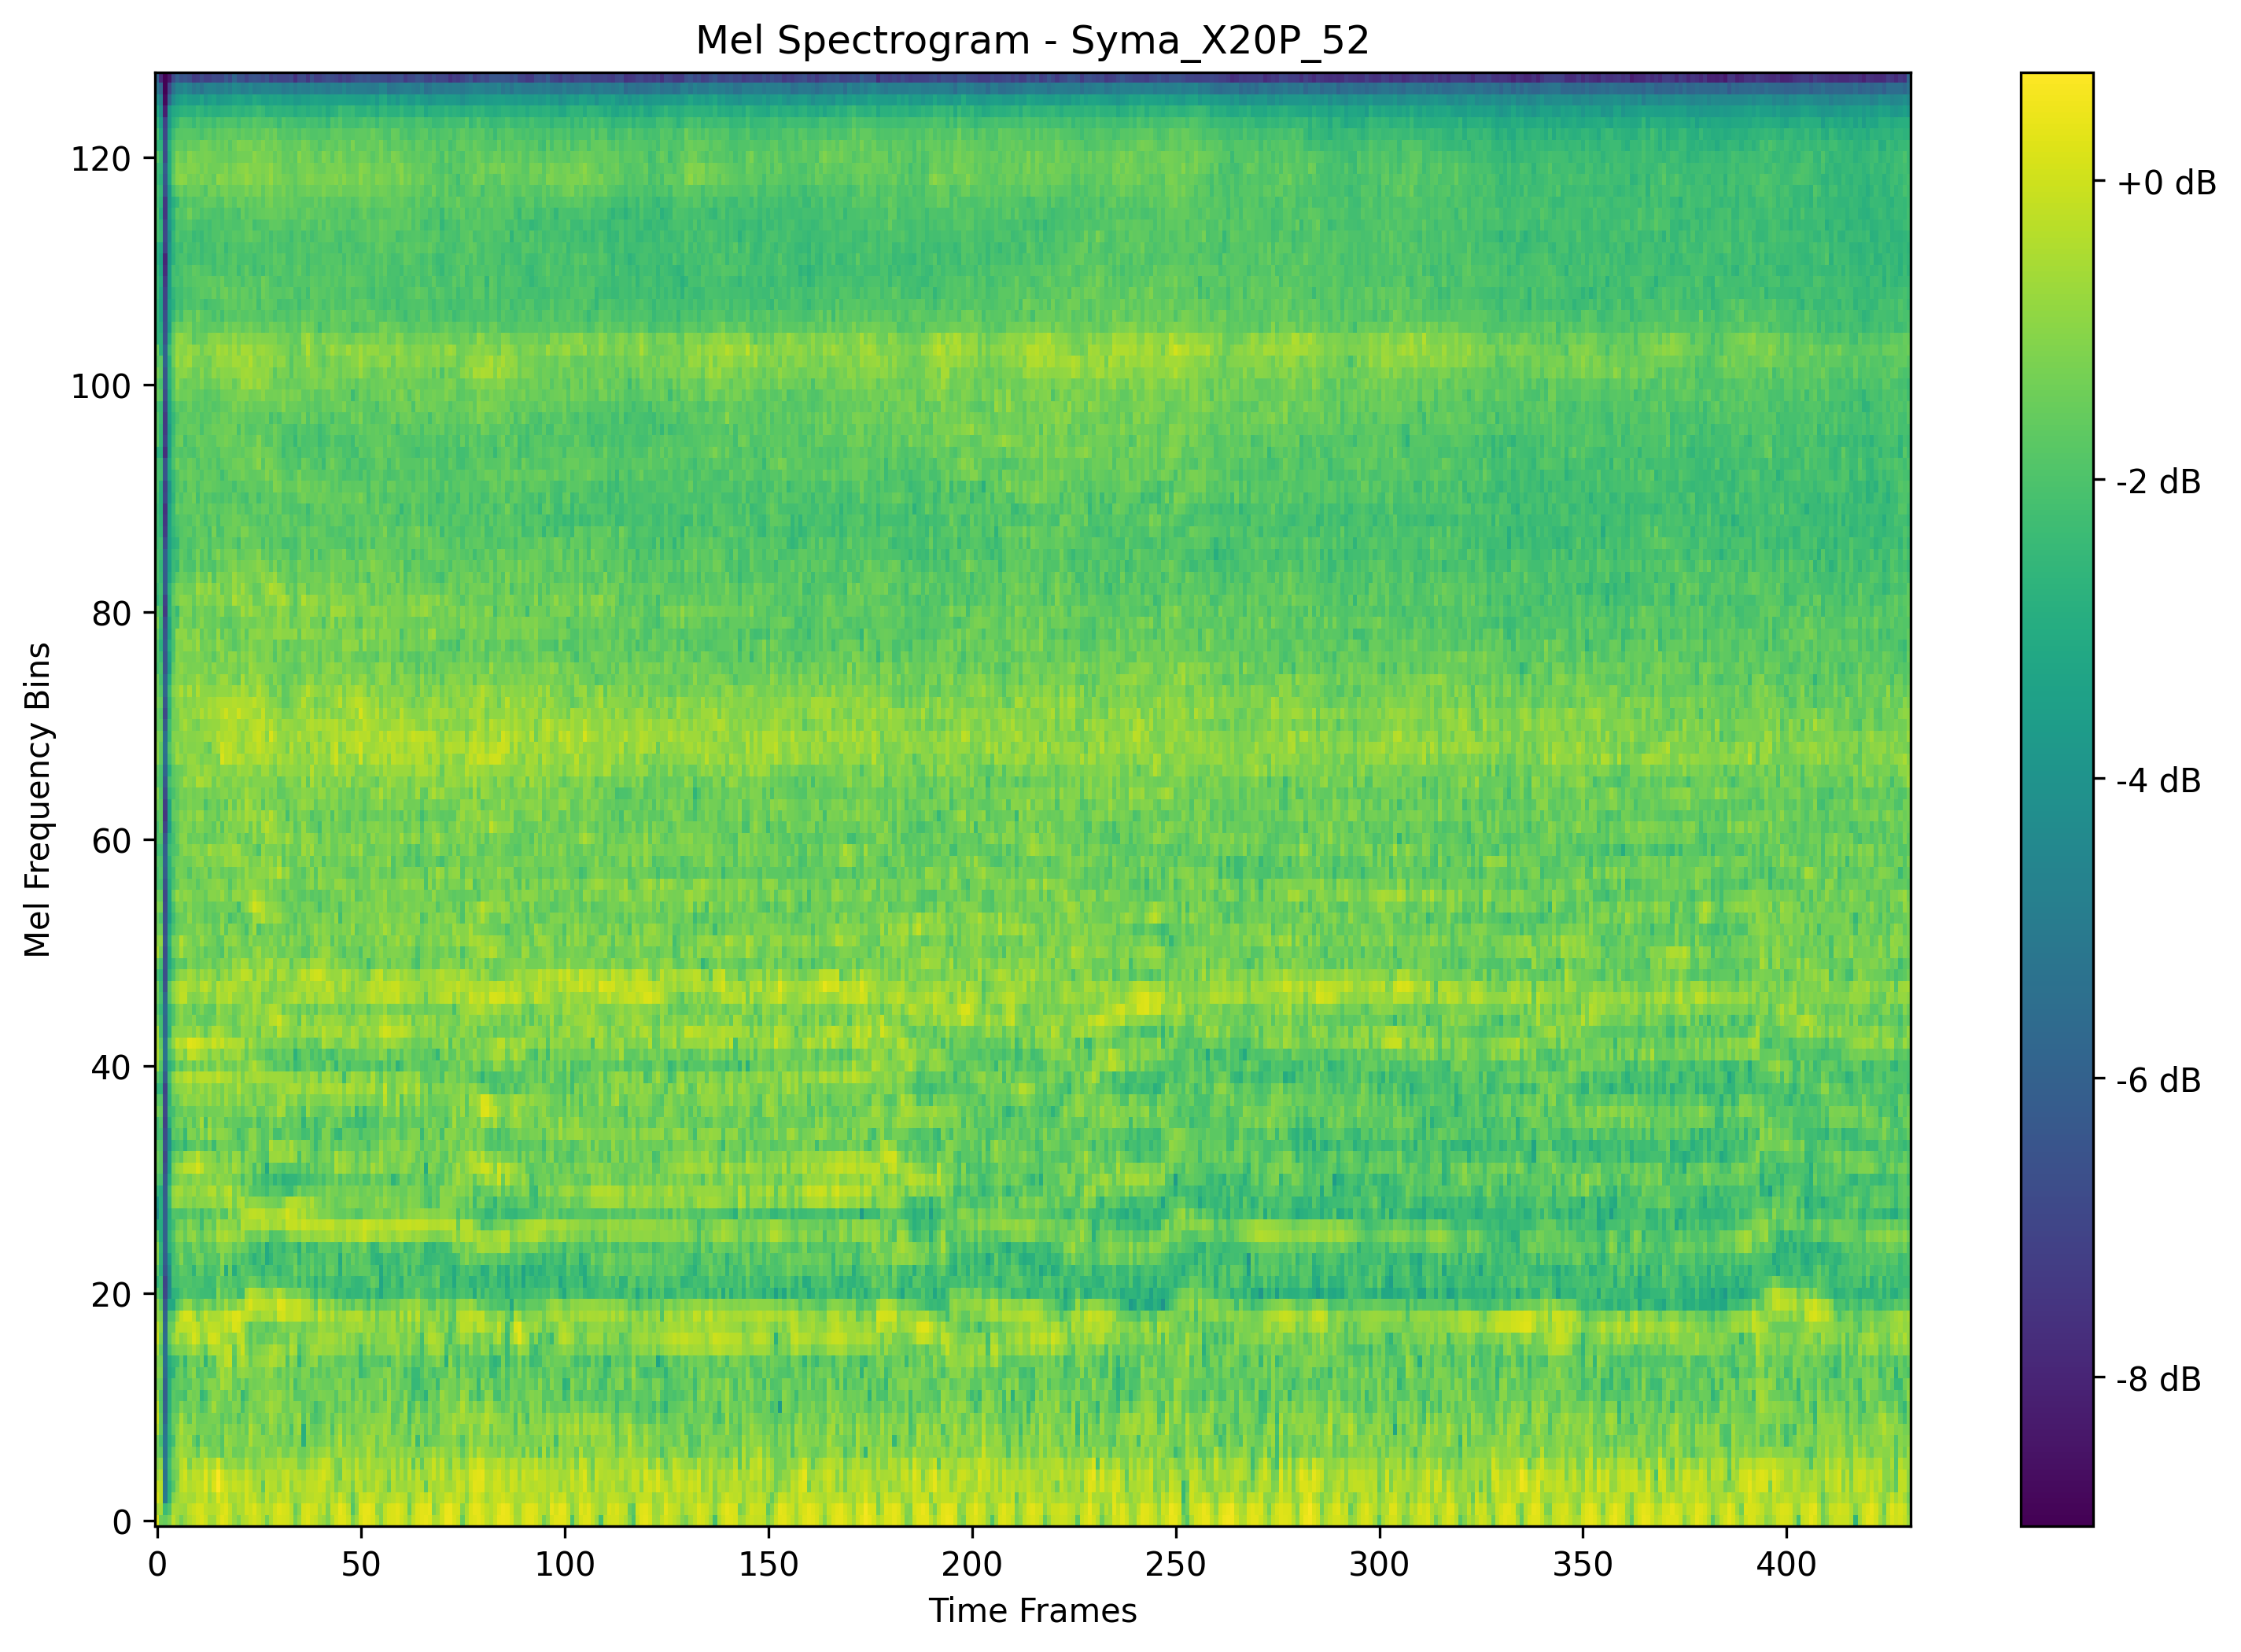 Mel Spectrogram - Syma_X20P_52
Mel Frequency Bins
120
100
80
60
40
20
0
0 50 100 150 200 250 300 350 400
Time Frames
+0 dB
-2 dB
-4 dB
-6 dB
-8 dB